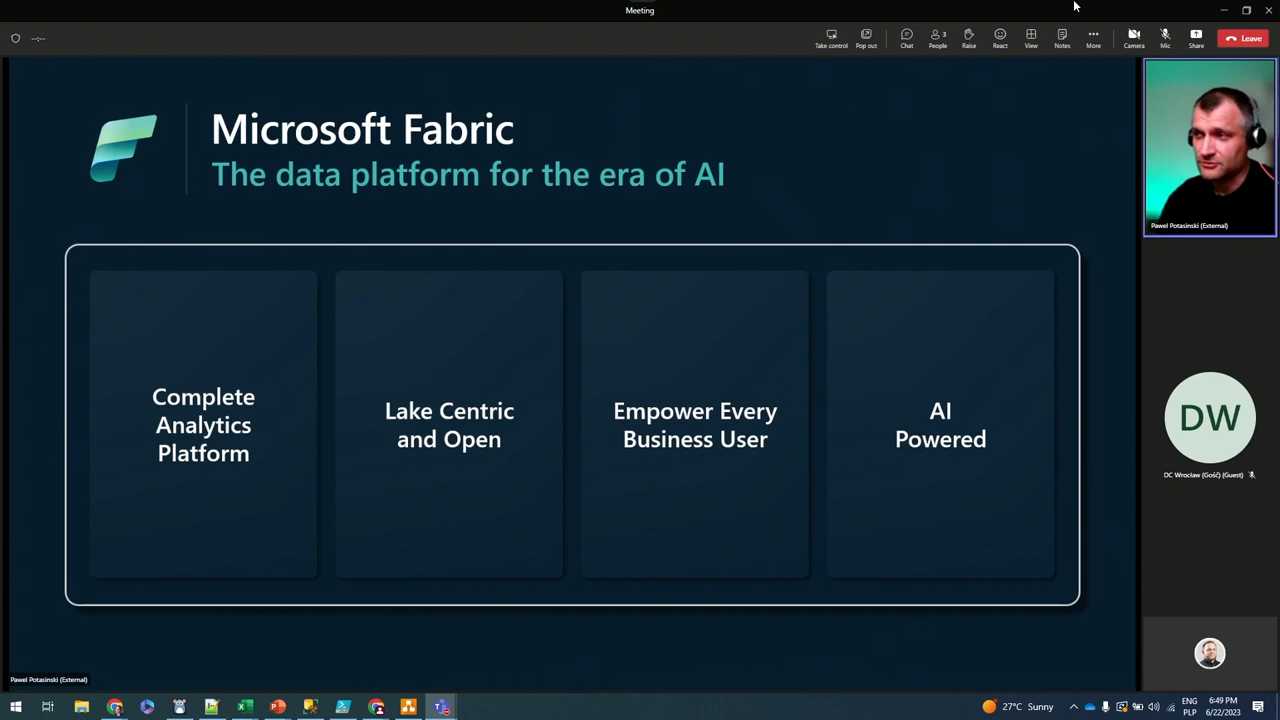 Meeting
--:--
Take control
Pop out
Chat
3
People
Raise
React
View
Notes
More
Camera
Mic
Share
Leave
Microsoft Fabric
The data platform for the era of AI
Complete
Analytics
Platform
Lake Centric
and Open
Empower Every
Business User
AI
Powered
Pawel Potasinski (External)
DW
DC Wrocław (Gość) (Guest)
Pawel Potasinski (External)
27°C Sunny
ENG
PLP
6:49 PM
6/22/2023